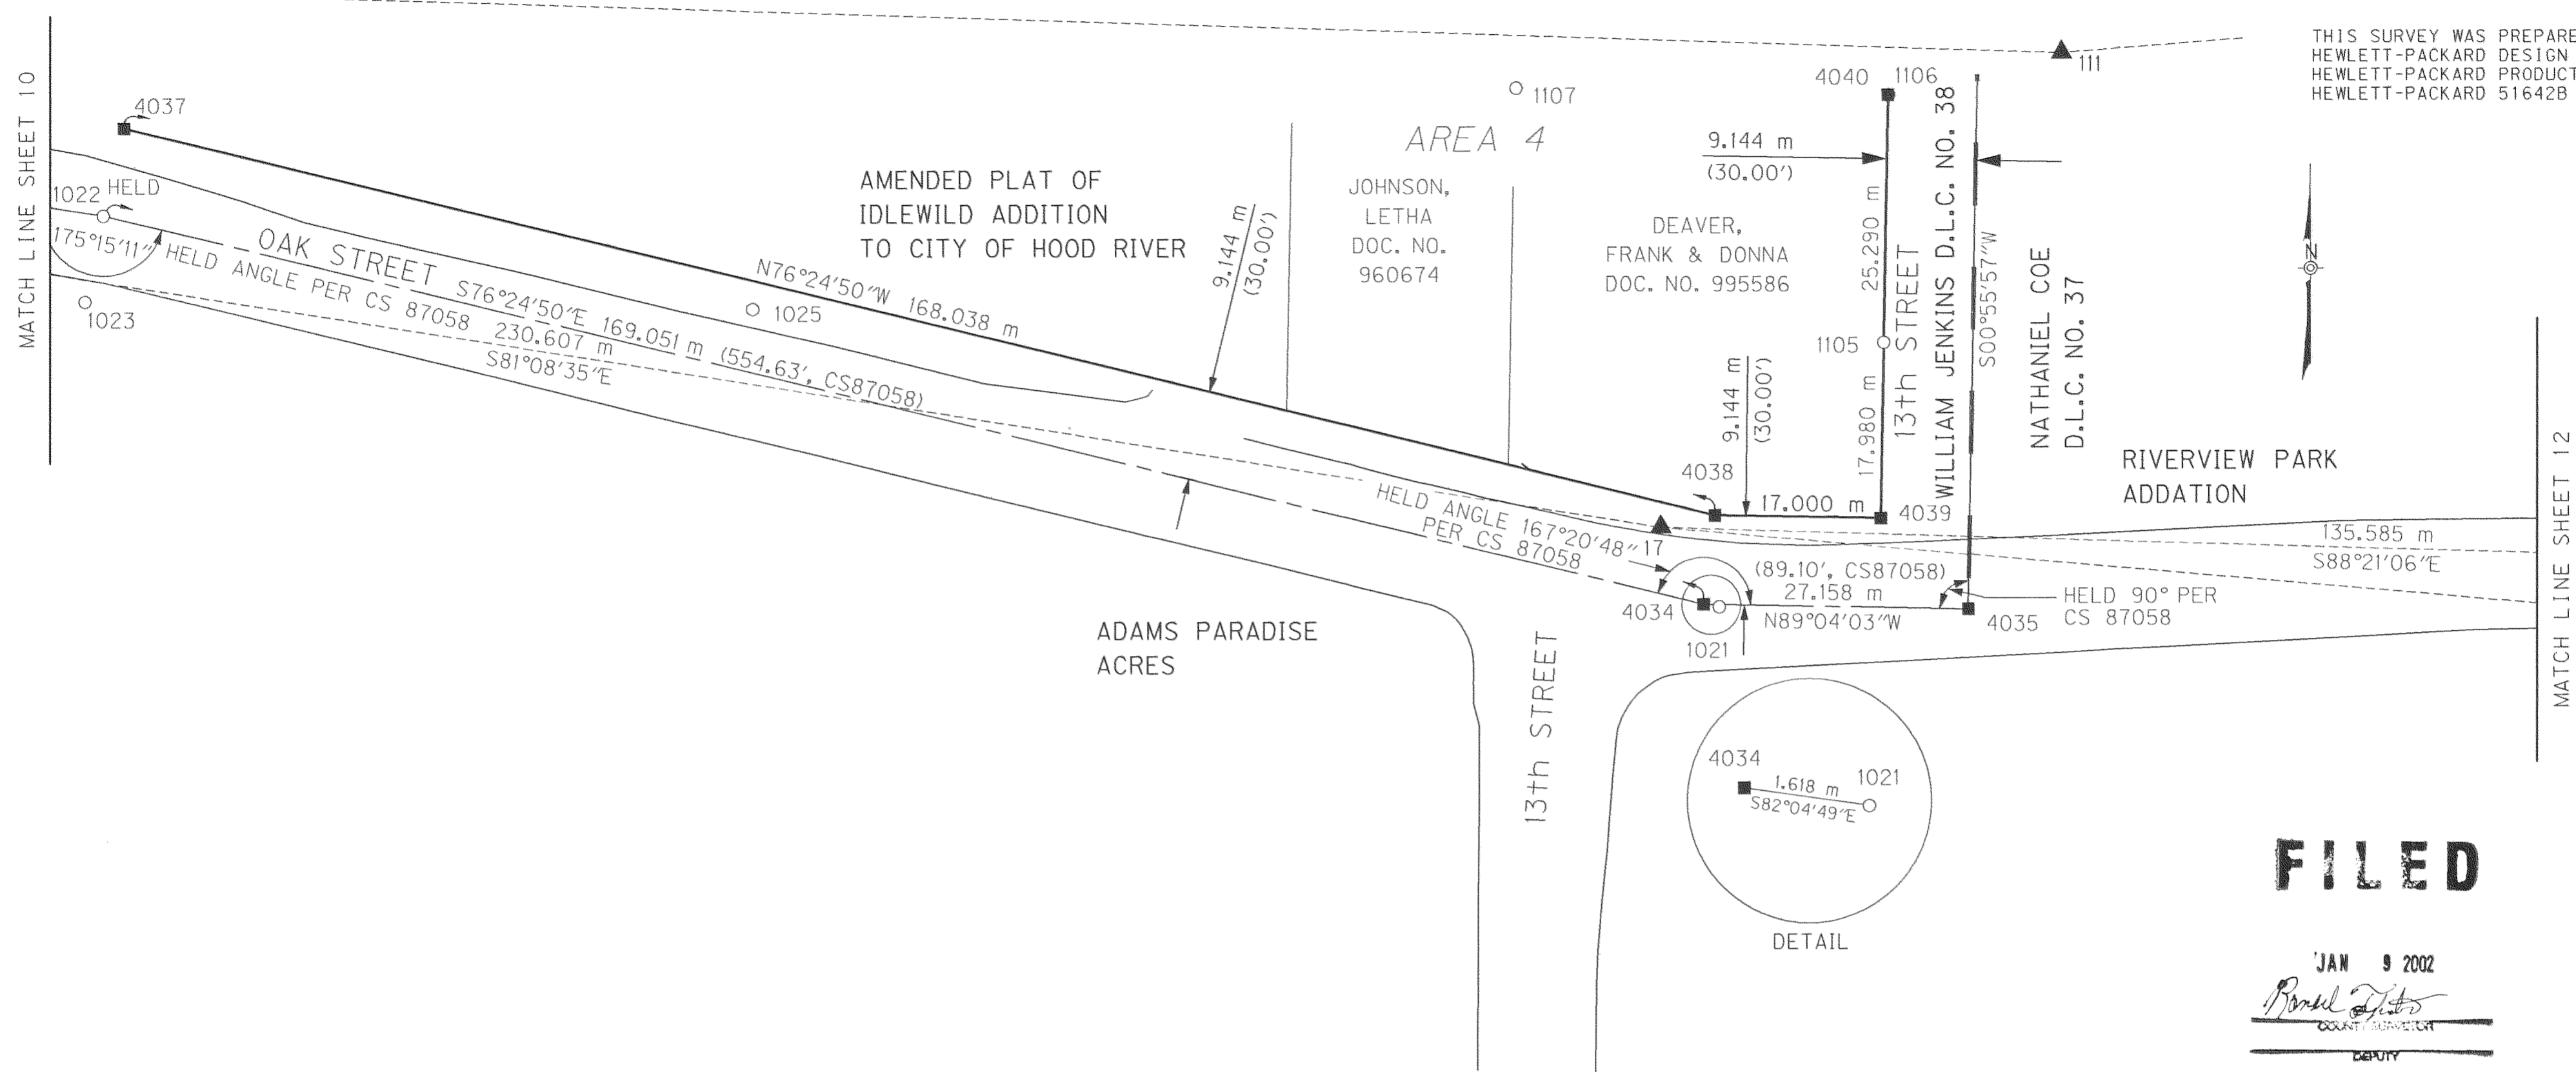 MATCH LINE SHEET 10
4037
1022 HELD
175°15'11"
1023
OAK STREET
S76°24'50"E 169.051 m (554.63', CS87058)
HELD ANGLE PER CS 87058
230.607 m
S81°08'35"E
AMENDED PLAT OF
IDLEWILD ADDITION
TO CITY OF HOOD RIVER
N76°24'50"W 168.038 m
1025
9.144 m
(30.00')
1107
AREA 4
JOHNSON,
LETHA
DOC. NO.
960674
DEAVER,
FRANK & DONNA
DOC. NO. 995586
4040 1106
111
THIS SURVEY WAS PREPARE
HEWLETT-PACKARD DESIGN
HEWLETT-PACKARD PRODUCT
HEWLETT-PACKARD 51642B
9.144 m
(30.00')
25.290 m
1105
17.980 m
13th STREET
WILLIAM JENKINS D.L.C. NO. 38
S00°55'57"W
NATHANIEL COE
D.L.C. NO. 37
N
9.144 m
(30.00')
4038
17.000 m
4039
RIVERVIEW PARK
ADDATION
MATCH LINE SHEET 12
HELD ANGLE 167°20'48"
PER CS 87058
17
135.585 m
S88°21'06"E
(89.10', CS87058)
27.158 m
N89°04'03"W
4034
1021
4035
HELD 90° PER
CS 87058
ADAMS PARADISE
ACRES
13th STREET
4034
1021
1.618 m
S82°04'49"E
DETAIL
FILED
JAN 9 2002
COUNTY SURVEYOR
DEPUTY